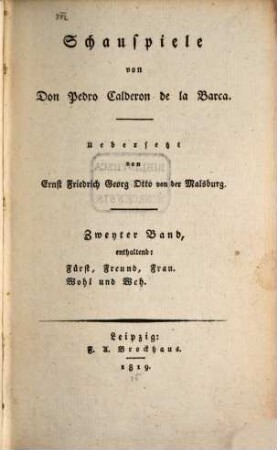 Schauspiele
von
Don Pedro Calderon de la Barca.
Uebersetzt
von
Ernst Friedrich Georg Otto von der Malsburg.
Zweyter Band,
enthaltend:
Fürst, Freund, Frau.
Wohl und Weh.
Leipzig:
F. A. Brockhaus.
1819.